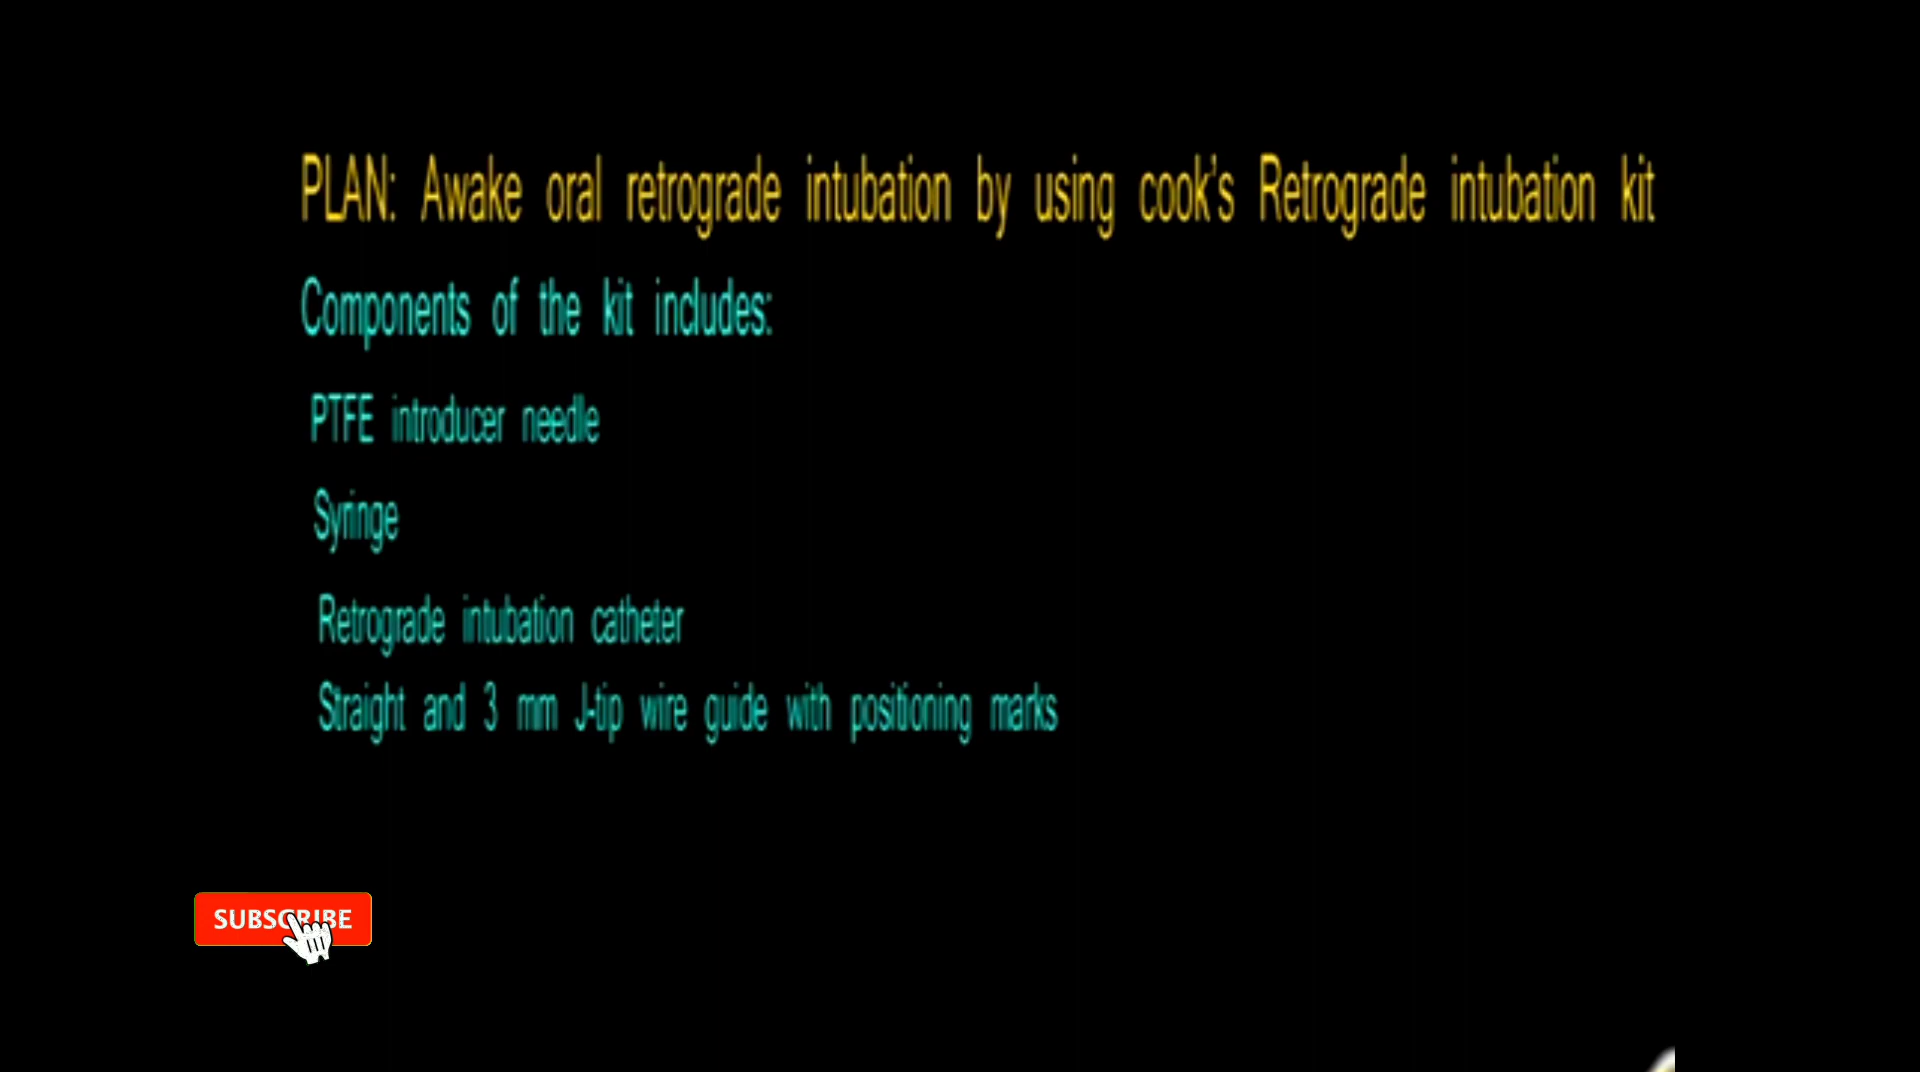 PLAN: Awake oral retrograde intubation by using cook's Retrograde intubation kit
Components of the kit includes:
PTFE introducer needle
Syringe
Retrograde intubation catheter
Straight and 3 mm J-tip wire guide with positioning marks
SUBSCRIBE